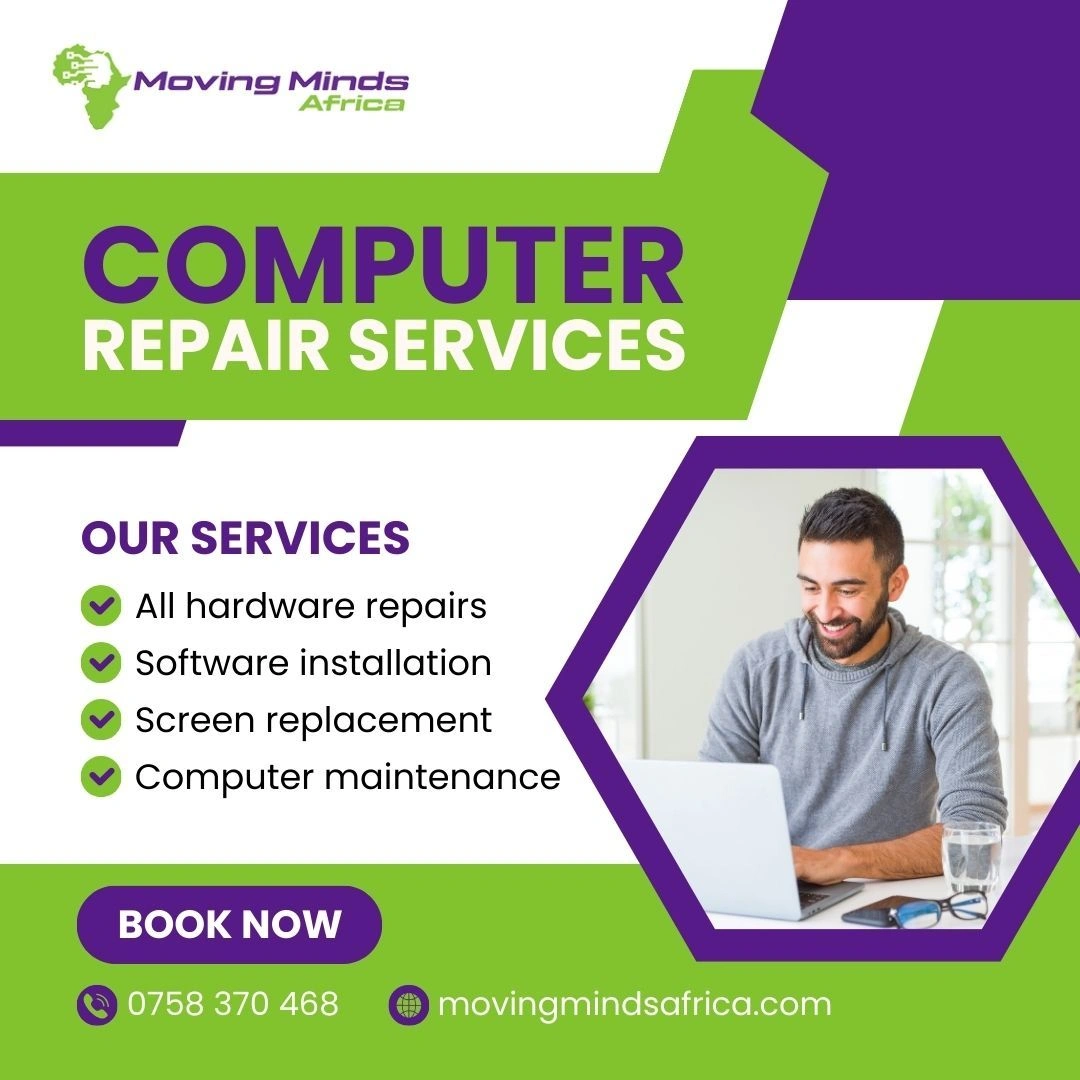 Moving Minds
Africa
COMPUTER
REPAIR SERVICES
OUR SERVICES
All hardware repairs
Software installation
Screen replacement
Computer maintenance
BOOK NOW
0758 370 468
movingmindsafrica.com